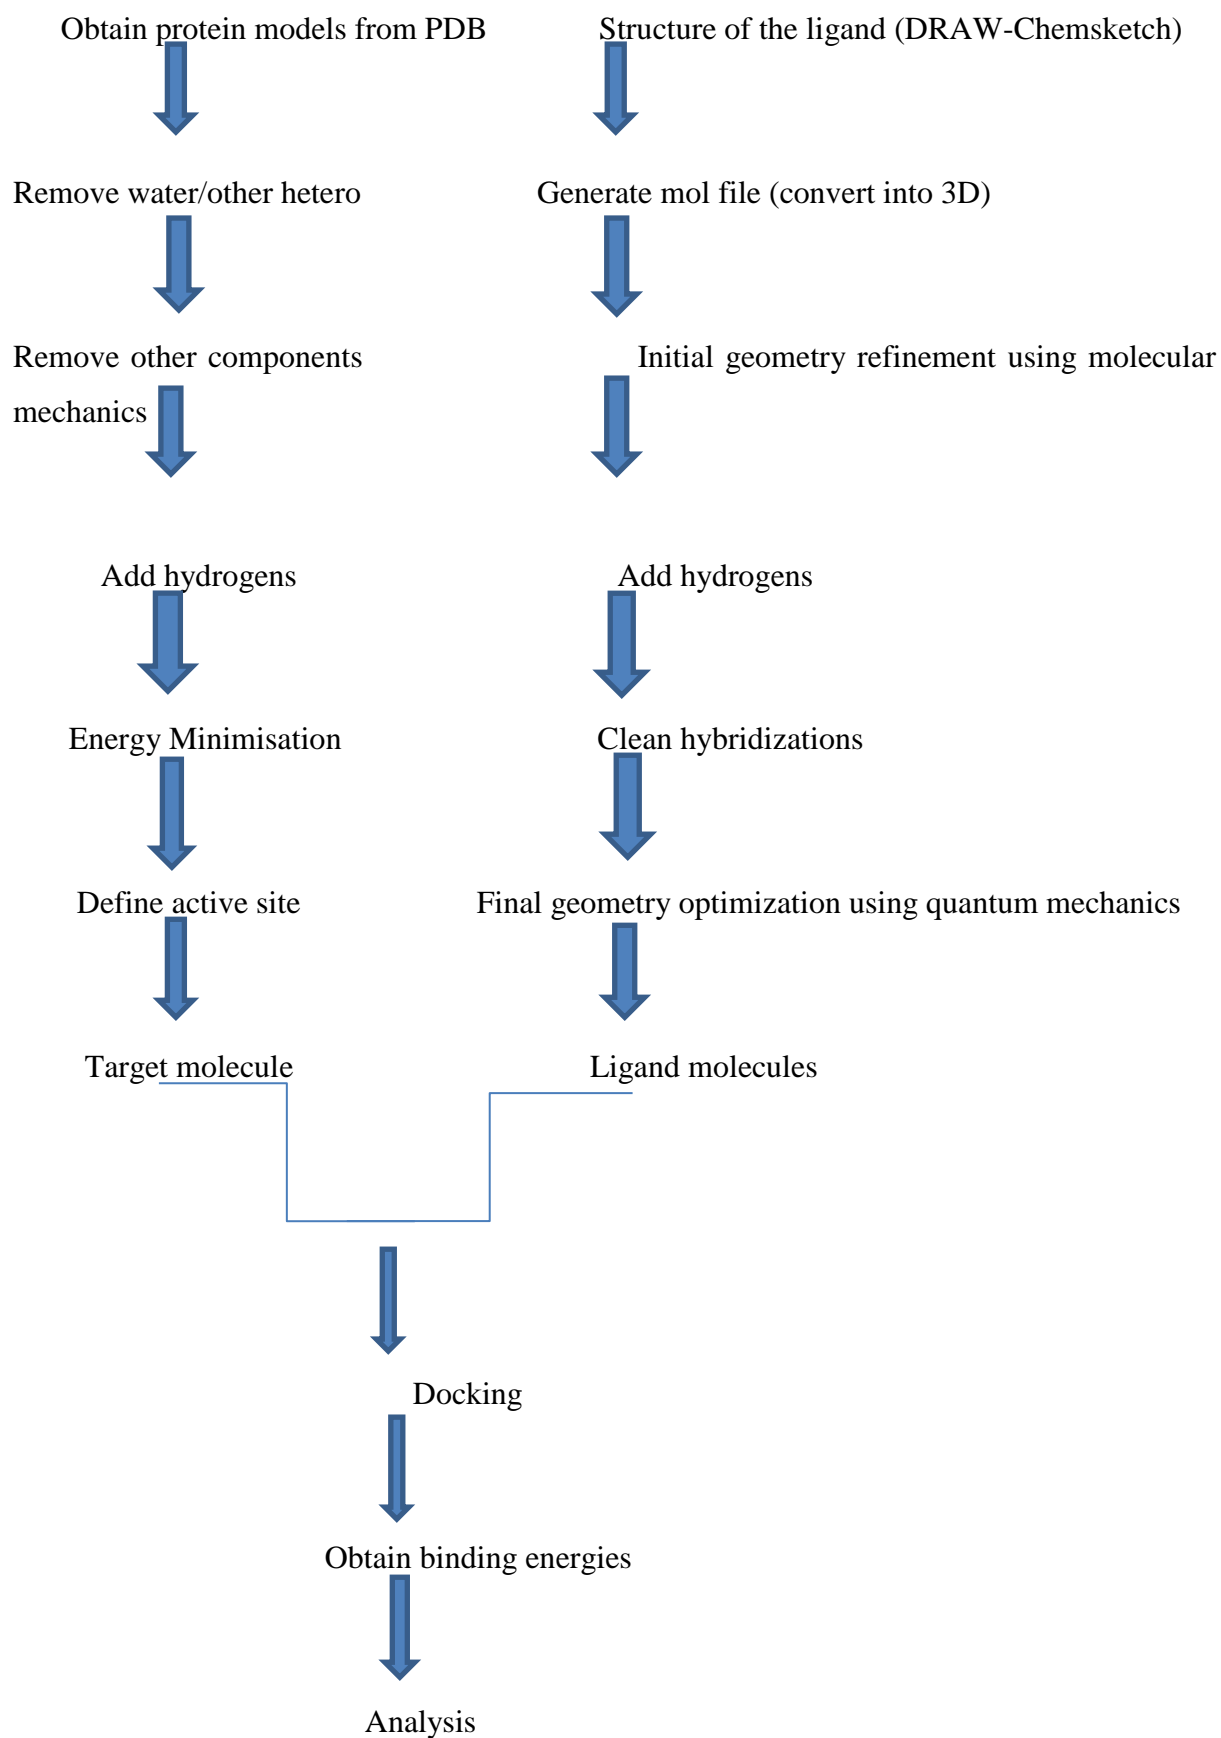 Obtain protein models from PDB Structure of the ligand (DRAW-Chemsketch)
Remove water/other hetero Generate mol file (convert into 3D)
Remove other components Initial geometry refinement using molecular
mechanics
Add hydrogens Add hydrogens
Energy Minimisation Clean hybridizations
Define active site Final geometry optimization using quantum mechanics
Target molecule Ligand molecules
Docking
Obtain binding energies
Analysis